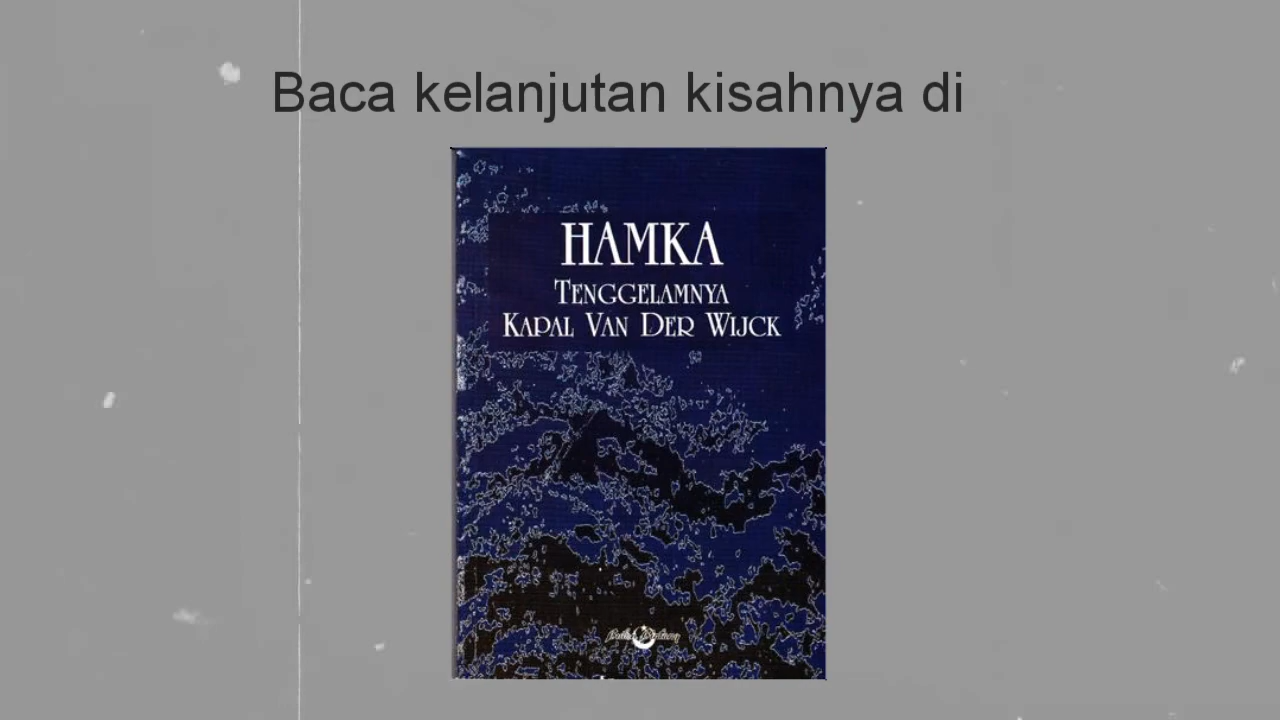 Baca kelanjutan kisahnya di
HAMKA
TENGGELAMNYA
KAPAL VAN DER WIJCK